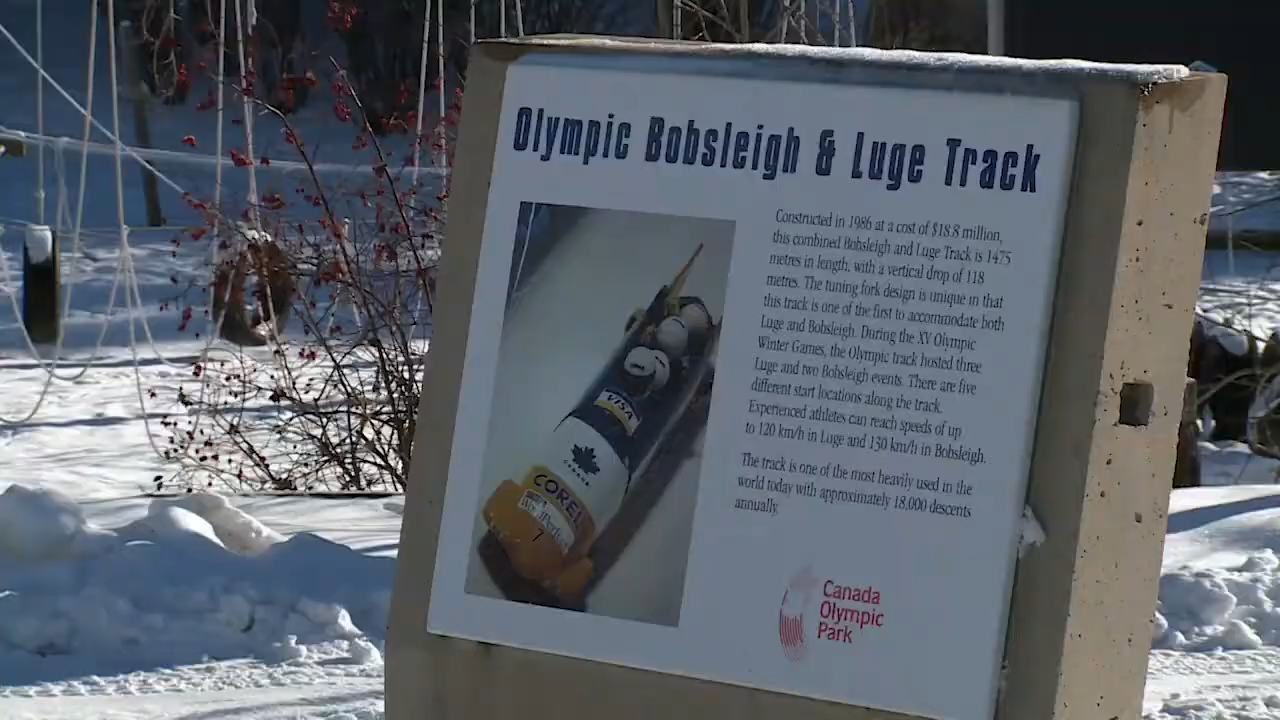 Olympic Bobsleigh & Luge Track
Constructed in 1986 at a cost of $18.8 million,
this combined Bobsleigh and Luge Track is 1475
metres in length, with a vertical drop of 118
metres. The tuning fork design is unique in that
this track is one of the first to accommodate both
Luge and Bobsleigh. During the XV Olympic
Winter Games, the Olympic track hosted three
Luge and two Bobsleigh events. There are five
different start locations along the track.
Experienced athletes can reach speeds of up
to 120 km/h in Luge and 130 km/h in Bobsleigh.
The track is one of the most heavily used in the
world today with approximately 18,000 descents
annually.
VISA
CANADA
COREL
7
Canada
Olympic
Park